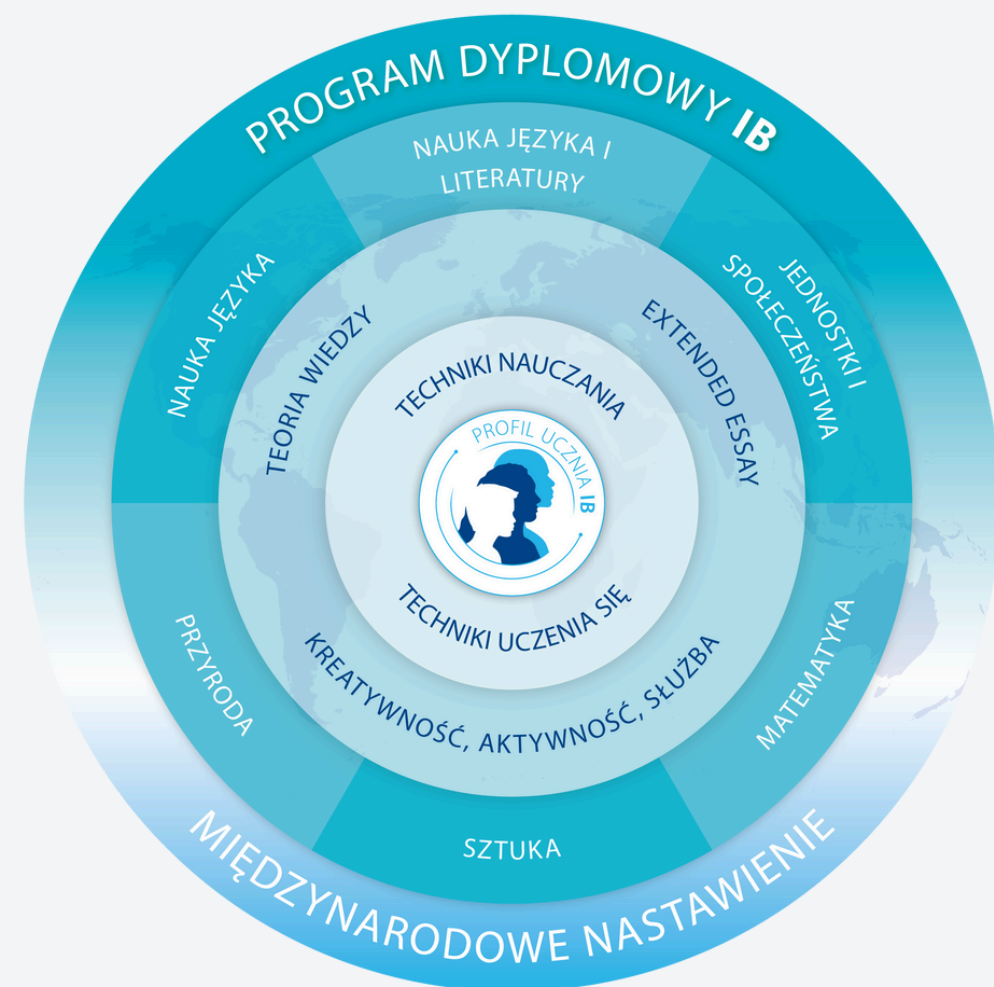 PROGRAM DYPLOMOWY IB
NAUKA JĘZYKA I
LITERATURY
NAUKA JĘZYKA
JEDNOSTKI I
SPOŁECZEŃSTWA
TEORIA WIEDZY
EXTENDED ESSAY
TECHNIKI NAUCZANIA
PROFIL UCZNIA IB
TECHNIKI UCZENIA SIĘ
KREATYWNOŚĆ, AKTYWNOŚĆ, SŁUŻBA
PRZYRODA
MATEMATYKA
SZTUKA
MIĘDZYNARODOWE NASTAWIENIE